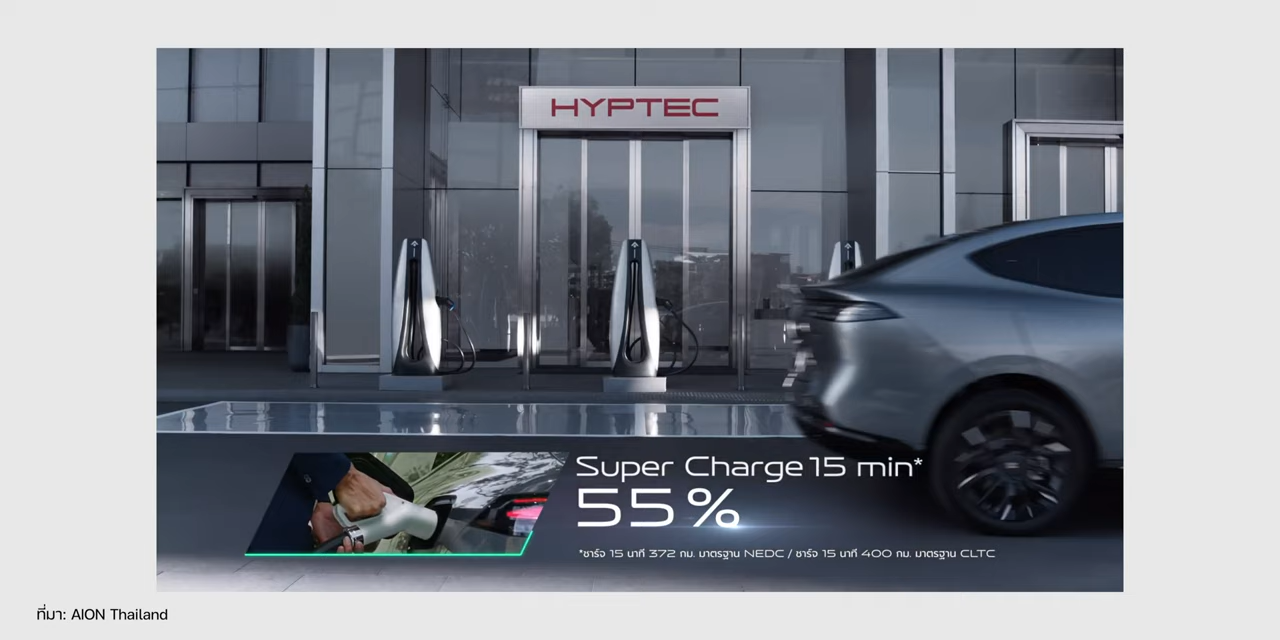 HYPTEC
Super Charge 15 min*
55%
*ชาร์จ 15 นาที 372 กม. มาตรฐาน NEDC / ชาร์จ 15 นาที 400 กม. มาตรฐาน CLTC
ที่มา: AION Thailand